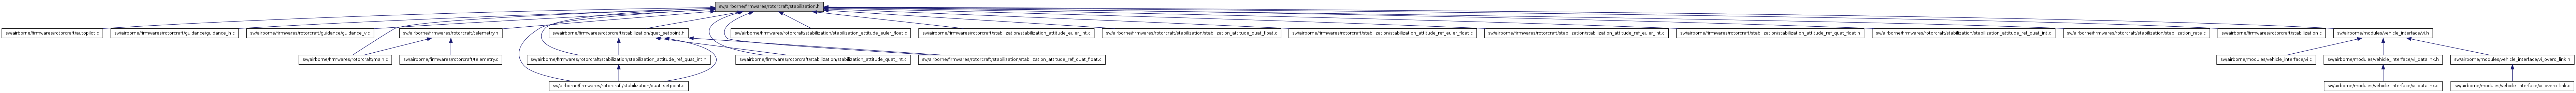 sw/airborne/firmwares/rotorcraft/stabilization.h
sw/airborne/firmwares/rotorcraft/autopilot.c
sw/airborne/firmwares/rotorcraft/guidance/guidance_h.c
sw/airborne/firmwares/rotorcraft/guidance/guidance_v.c
sw/airborne/firmwares/rotorcraft/telemetry.h
sw/airborne/firmwares/rotorcraft/stabilization/quat_setpoint.h
sw/airborne/firmwares/rotorcraft/stabilization/stabilization_attitude_euler_float.c
sw/airborne/firmwares/rotorcraft/stabilization/stabilization_attitude_euler_int.c
sw/airborne/firmwares/rotorcraft/stabilization/stabilization_attitude_quat_float.c
sw/airborne/firmwares/rotorcraft/stabilization/stabilization_attitude_ref_euler_float.c
sw/airborne/firmwares/rotorcraft/stabilization/stabilization_attitude_ref_euler_int.c
sw/airborne/firmwares/rotorcraft/stabilization/stabilization_attitude_ref_quat_float.h
sw/airborne/firmwares/rotorcraft/stabilization/stabilization_attitude_ref_quat_int.c
sw/airborne/firmwares/rotorcraft/stabilization/stabilization_rate.c
sw/airborne/firmwares/rotorcraft/stabilization.c
sw/airborne/modules/vehicle_interface/vi.h
sw/airborne/firmwares/rotorcraft/main.c
sw/airborne/firmwares/rotorcraft/telemetry.c
sw/airborne/firmwares/rotorcraft/stabilization/stabilization_attitude_ref_quat_int.h
sw/airborne/firmwares/rotorcraft/stabilization/stabilization_attitude_quat_int.c
sw/airborne/firmwares/rotorcraft/stabilization/stabilization_attitude_ref_quat_float.c
sw/airborne/modules/vehicle_interface/vi.c
sw/airborne/modules/vehicle_interface/vi_datalink.h
sw/airborne/modules/vehicle_interface/vi_overo_link.h
sw/airborne/firmwares/rotorcraft/stabilization/quat_setpoint.c
sw/airborne/modules/vehicle_interface/vi_datalink.c
sw/airborne/modules/vehicle_interface/vi_overo_link.c